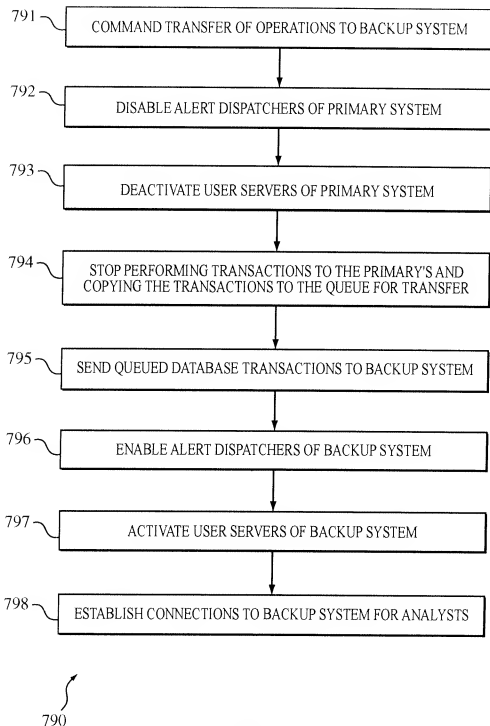 791
COMMAND TRANSFER OF OPERATIONS TO BACKUP SYSTEM
792
DISABLE ALERT DISPATCHERS OF PRIMARY SYSTEM
793
DEACTIVATE USER SERVERS OF PRIMARY SYSTEM
794
STOP PERFORMING TRANSACTIONS TO THE PRIMARY'S AND
COPYING THE TRANSACTIONS TO THE QUEUE FOR TRANSFER
795
SEND QUEUED DATABASE TRANSACTIONS TO BACKUP SYSTEM
796
ENABLE ALERT DISPATCHERS OF BACKUP SYSTEM
797
ACTIVATE USER SERVERS OF BACKUP SYSTEM
798
ESTABLISH CONNECTIONS TO BACKUP SYSTEM FOR ANALYSTS
790